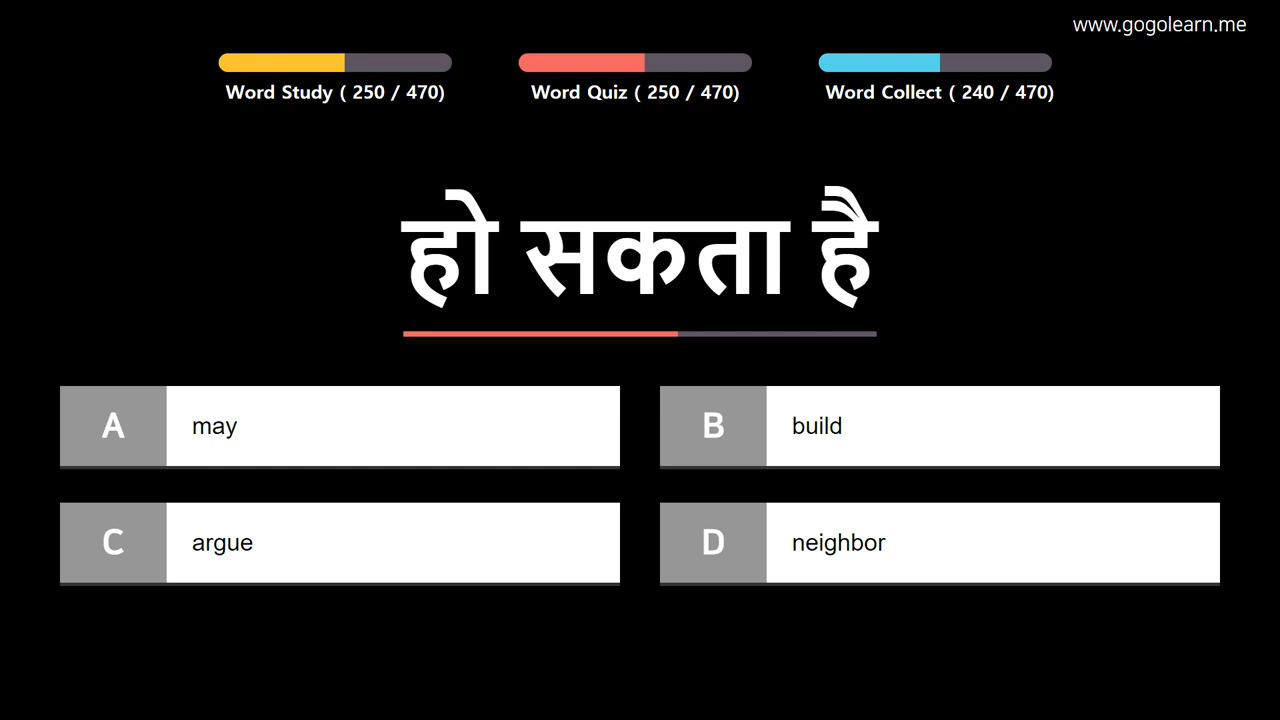 www.gogolearn.me
Word Study ( 250 / 470)
Word Quiz ( 250 / 470)
Word Collect ( 240 / 470)
हो सकता है
A may
B build
C argue
D neighbor